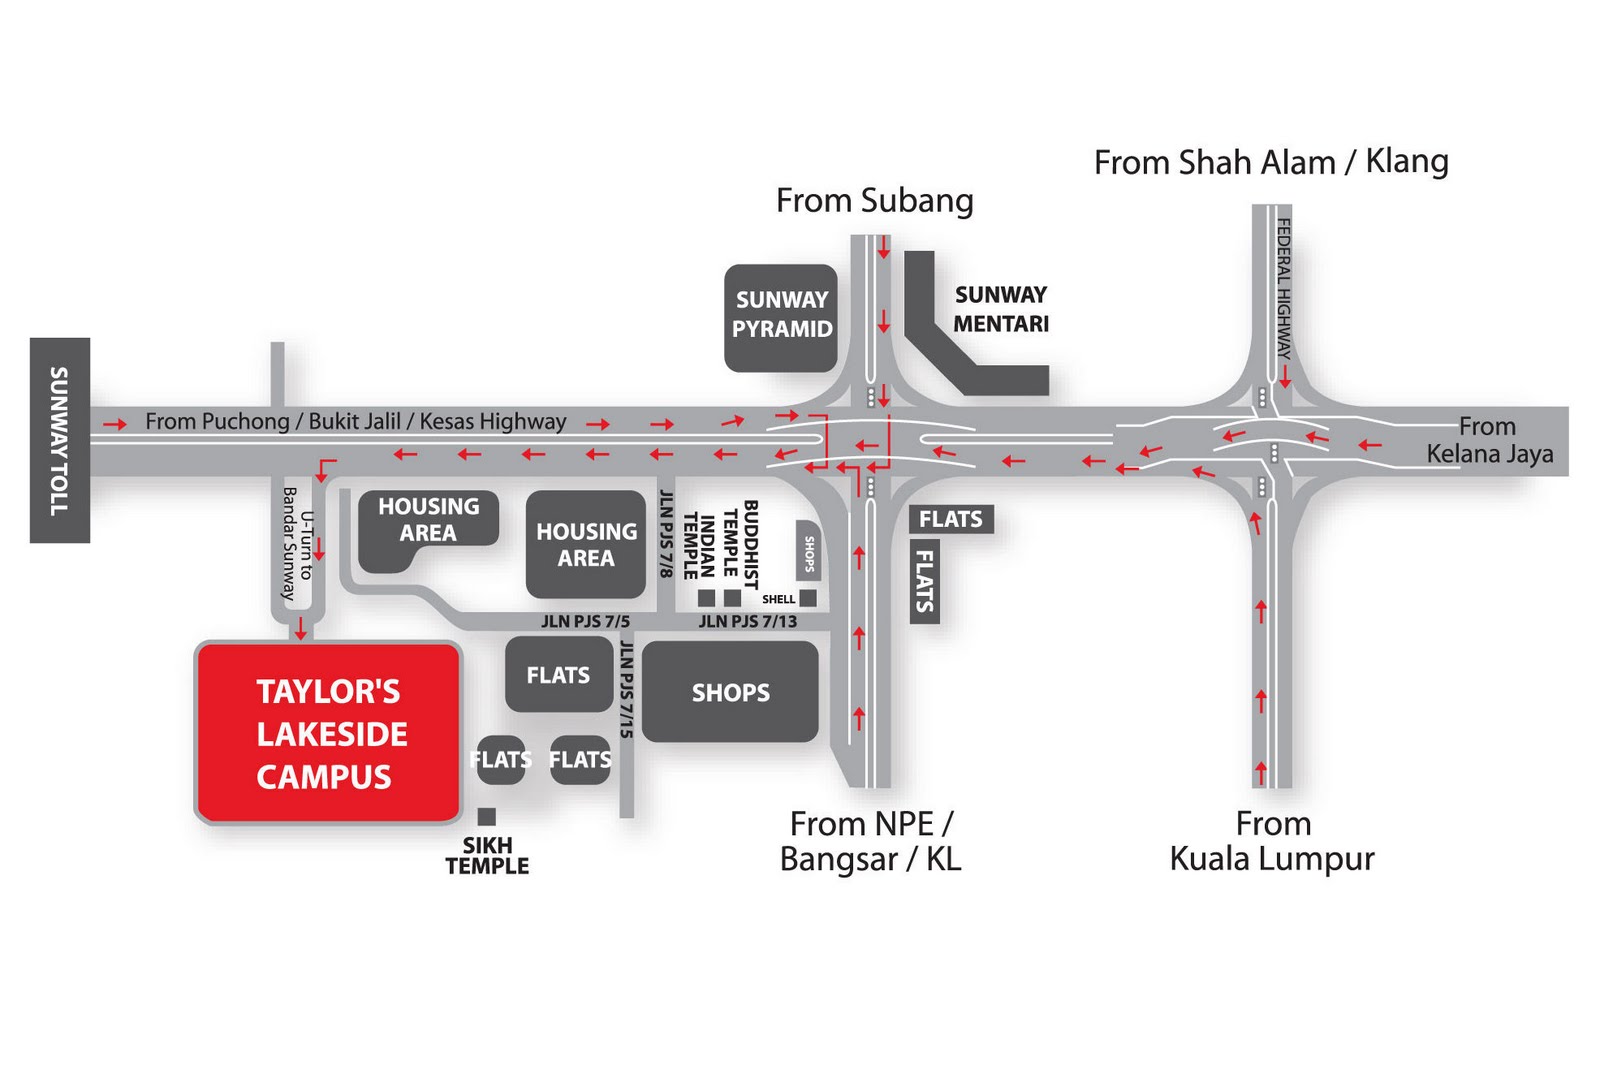 From Shah Alam / Klang
From Subang
FEDERAL HIGHWAY
SUNWAY
PYRAMID
SUNWAY
MENTARI
SUNWAY TOLL
From Puchong / Bukit Jalil / Kesas Highway
From
Kelana Jaya
U-Turn to
Bandar Sunway
HOUSING
AREA
HOUSING
AREA
JLN PJS 7/8
INDIAN
TEMPLE
BUDDHIST
TEMPLE
SHOPS
SHELL
FLATS
FLATS
JLN PJS 7/5
JLN PJS 7/13
TAYLOR'S
LAKESIDE
CAMPUS
FLATS
JLN PJS 7/15
SHOPS
FLATS
FLATS
SIKH
TEMPLE
From NPE /
Bangsar / KL
From
Kuala Lumpur